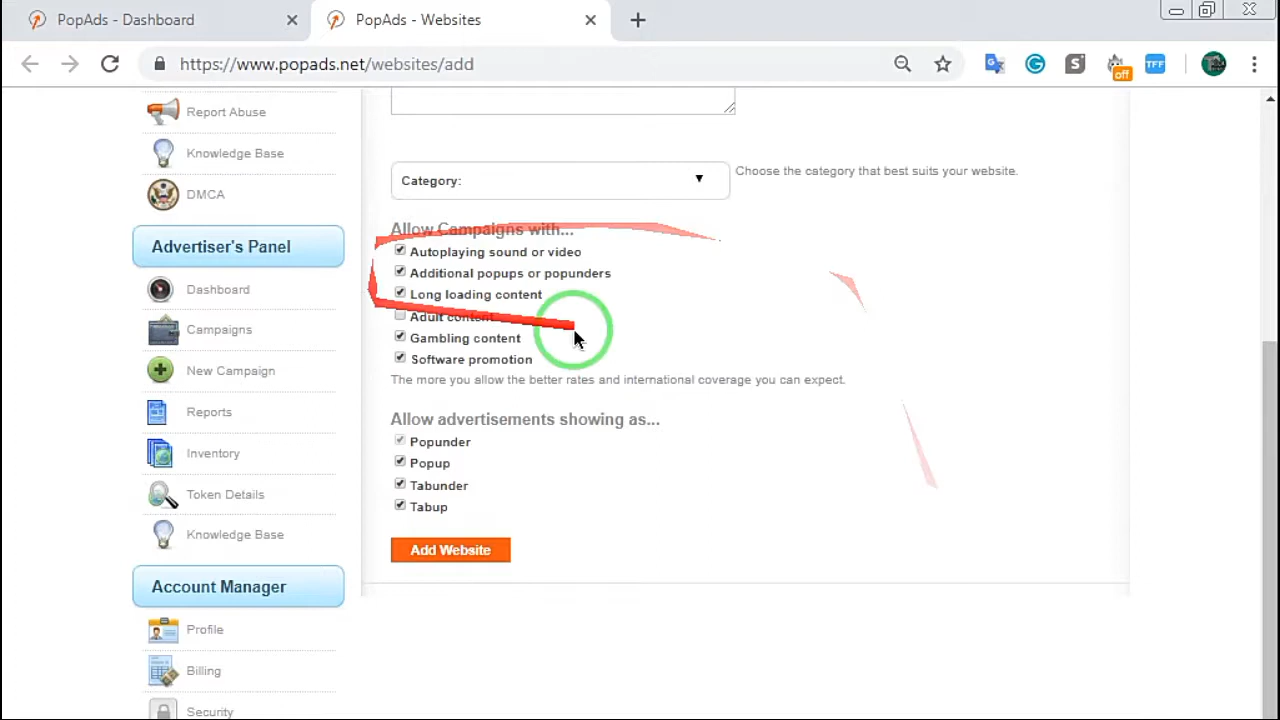 PopAds - Dashboard
PopAds - Websites
https://www.popads.net/websites/add
off
TFF
Report Abuse
Knowledge Base
DMCA
Advertiser's Panel
Dashboard
Campaigns
New Campaign
Reports
Inventory
Token Details
Knowledge Base
Account Manager
Profile
Billing
Security
Category:
Choose the category that best suits your website.
Allow Campaigns with...
Autoplaying sound or video
Additional popups or popunders
Long loading content
Adult content
Gambling content
Software promotion
The more you allow the better rates and international coverage you can expect.
Allow advertisements showing as...
Popunder
Popup
Tabunder
Tabup
Add Website